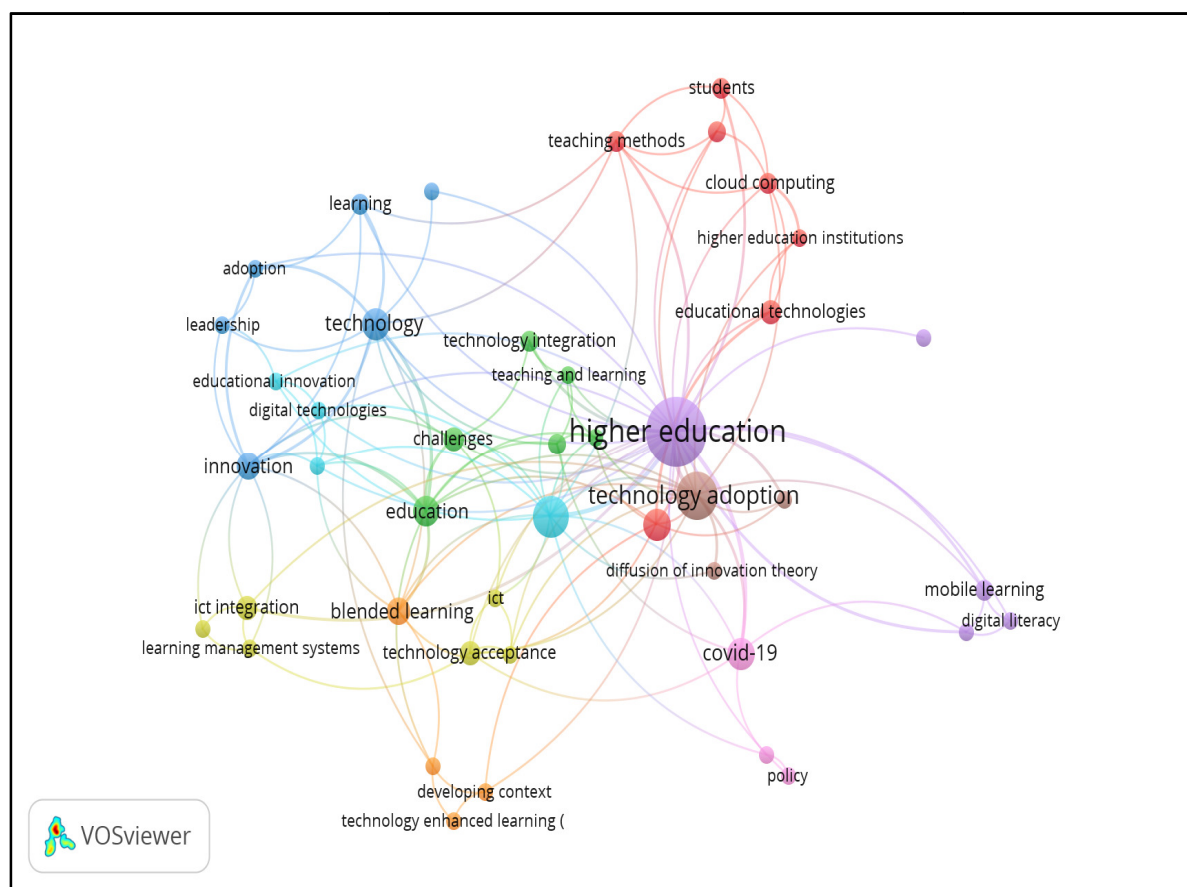 students
teaching methods
cloud computing
learning
higher education institutions
adoption
educational technologies
leadership
technology
technology integration
teaching and learning
educational innovation
digital technologies
higher education
challenges
innovation
technology adoption
education
diffusion of innovation theory
mobile learning
ict
ict integration
blended learning
digital literacy
learning management systems
technology acceptance
covid-19
policy
developing context
technology enhanced learning (
VOSviewer